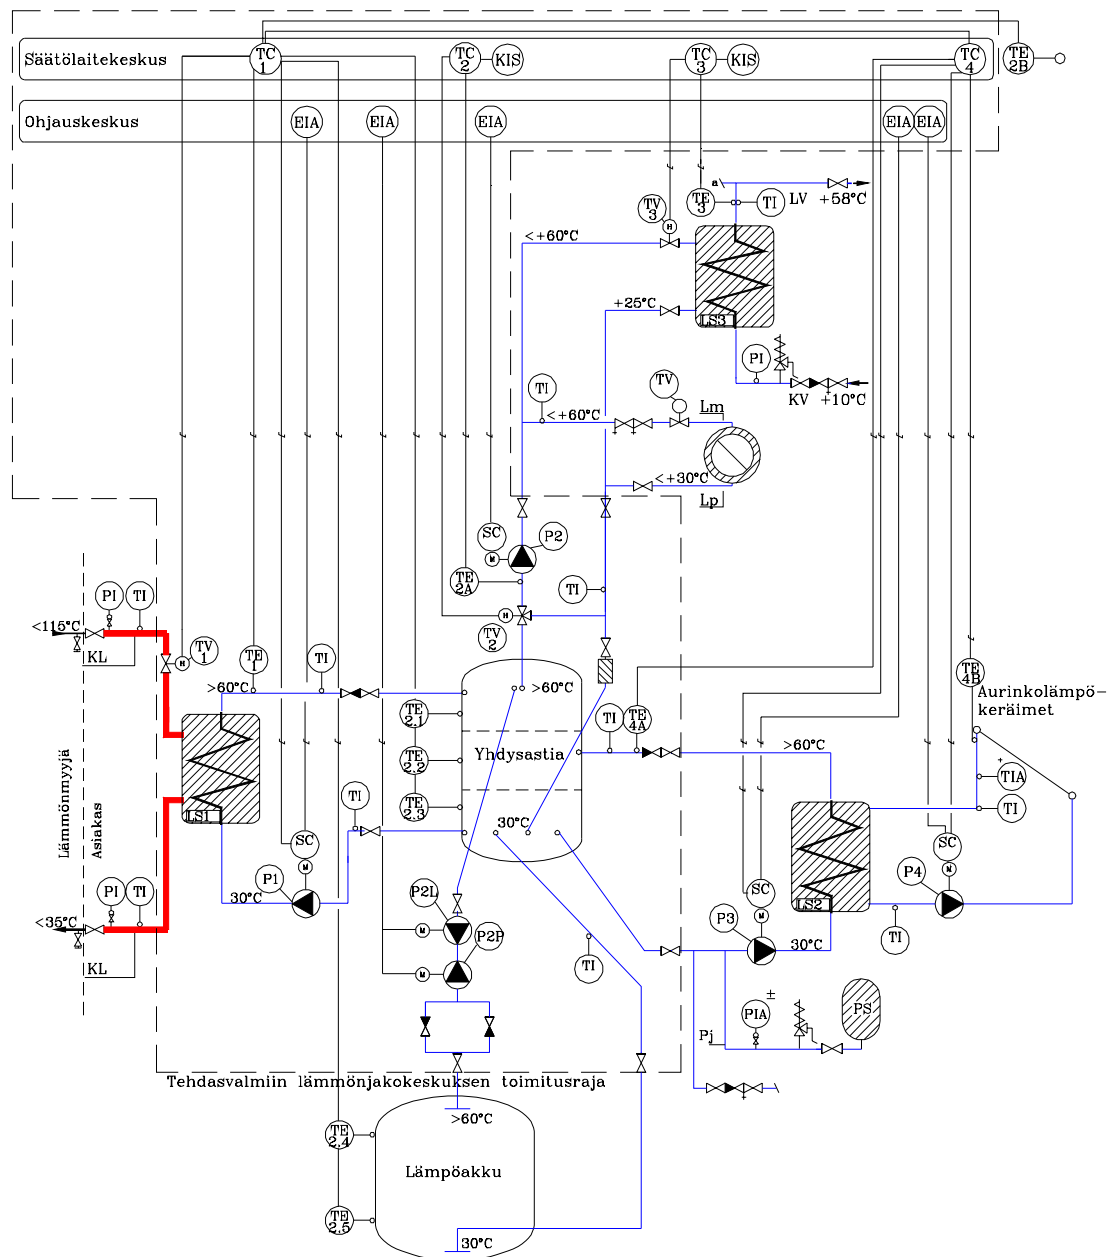 Säätölaitekeskus
TC 1
TC 2
KIS
TC 3
KIS
TC 4
TE 2B
Ohjauskeskus
EIA
EIA
EIA
EIA
EIA
a
TE 3
TI
LV +58°C
TV 3
H
<+60°C
+25°C
LS3
PI
KV +10°C
TI
TV
Lm
<+60°C
<+30°C
Lp
SC
P2
M
TE 2A
TI
H
TV 2
PI
TI
<115°C
KL
TV 1
H
TE 1
TI
>60°C
>60°C
TE 2.1
TE 2.2
TE 2.3
Yhdysastia
30°C
TI
TE 4A
TE 4B
Aurinkolämpö-
keräimet
>60°C
+
TIA
TI
LS1
TI
Lämmönmyyjä
Asiakas
SC
M
P1
30°C
PI
TI
<35°C
KL
P2L
M
P2P
M
TI
SC
M
P3
30°C
LS2
SC
M
P4
TI
PIA
±
PS
Pj
Tehdasvalmiin lämmönjakokeskuksen toimitusraja
>60°C
TE 2.4
Lämpöakku
TE 2.5
30°C